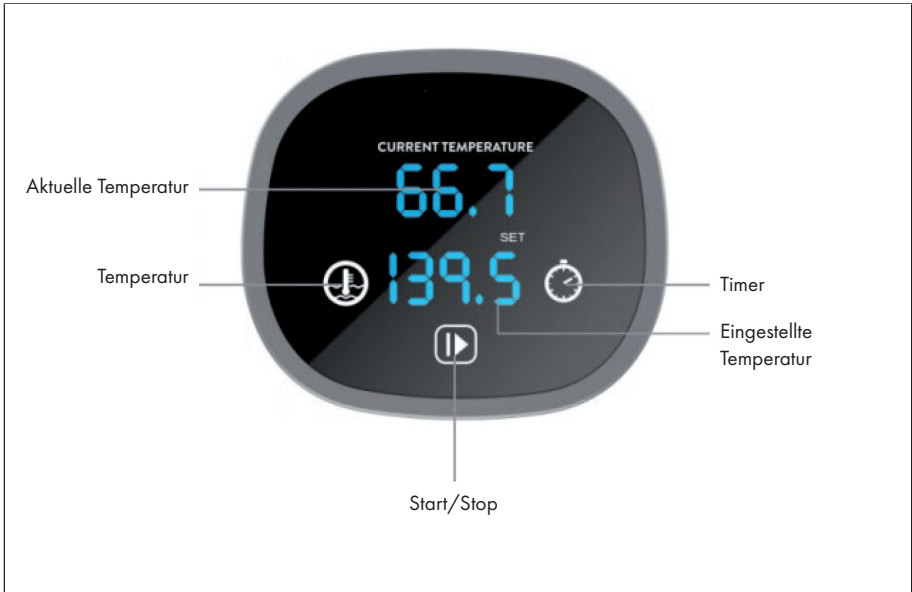 CURRENT TEMPERATURE
Aktuelle Temperatur
66.7
SET
Temperatur
139.5
Timer
Eingestellte
Temperatur
Start/Stop